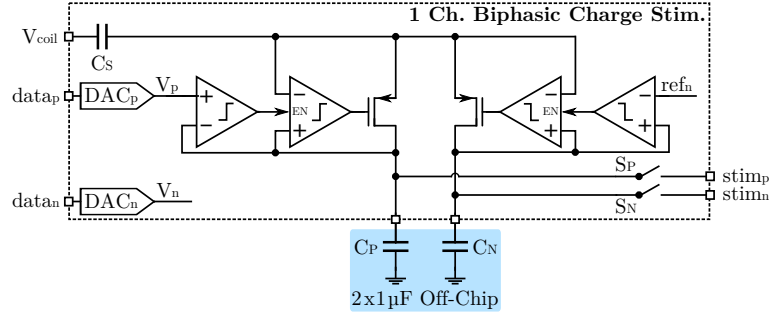 1 Ch. Biphasic Charge Stim.
Vcoil
CS
datap
DACp
Vp
+
−
EN
−
+
−
+
EN
−
+
refn
SP
stimp
SN
stimn
datan
DACn
Vn
CP
CN
2x1µF Off-Chip